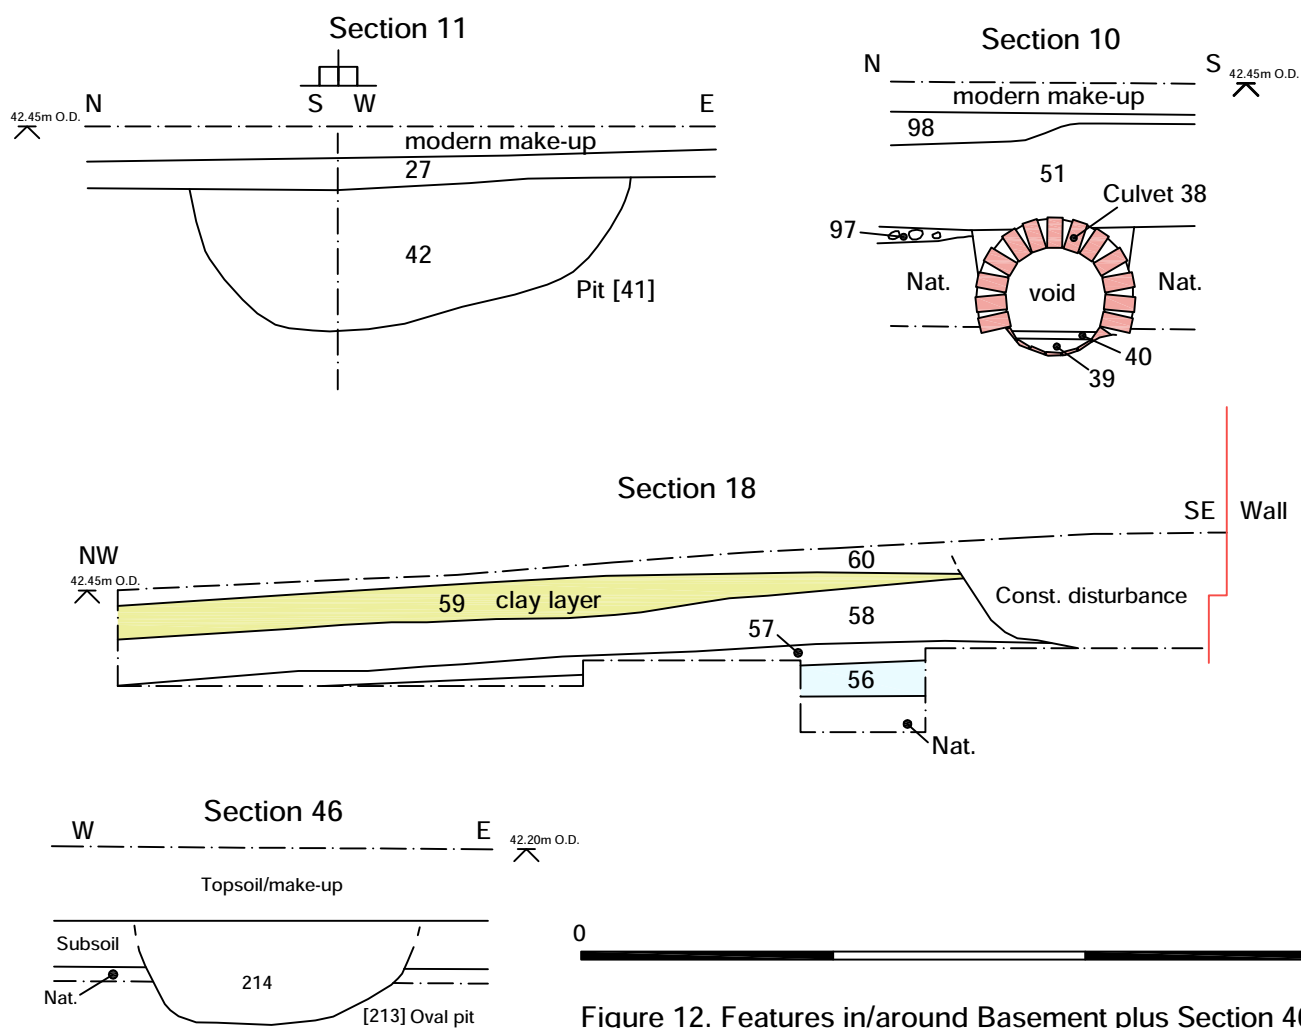 Section 11
S W
N
E
42.45m O.D.
modern make-up
27
42
Pit [41]
Section 10
N
S
42.45m O.D.
modern make-up
98
51
Culvet 38
97
Nat.
void
Nat.
40
39
Section 18
SE
Wall
NW
42.45m O.D.
60
59 clay layer
Const. disturbance
58
57
56
Nat.
Section 46
W
E
42.20m O.D.
Topsoil/make-up
Subsoil
214
Nat.
[213] Oval pit
0
Figure 12. Features in/around Basement plus Section 46